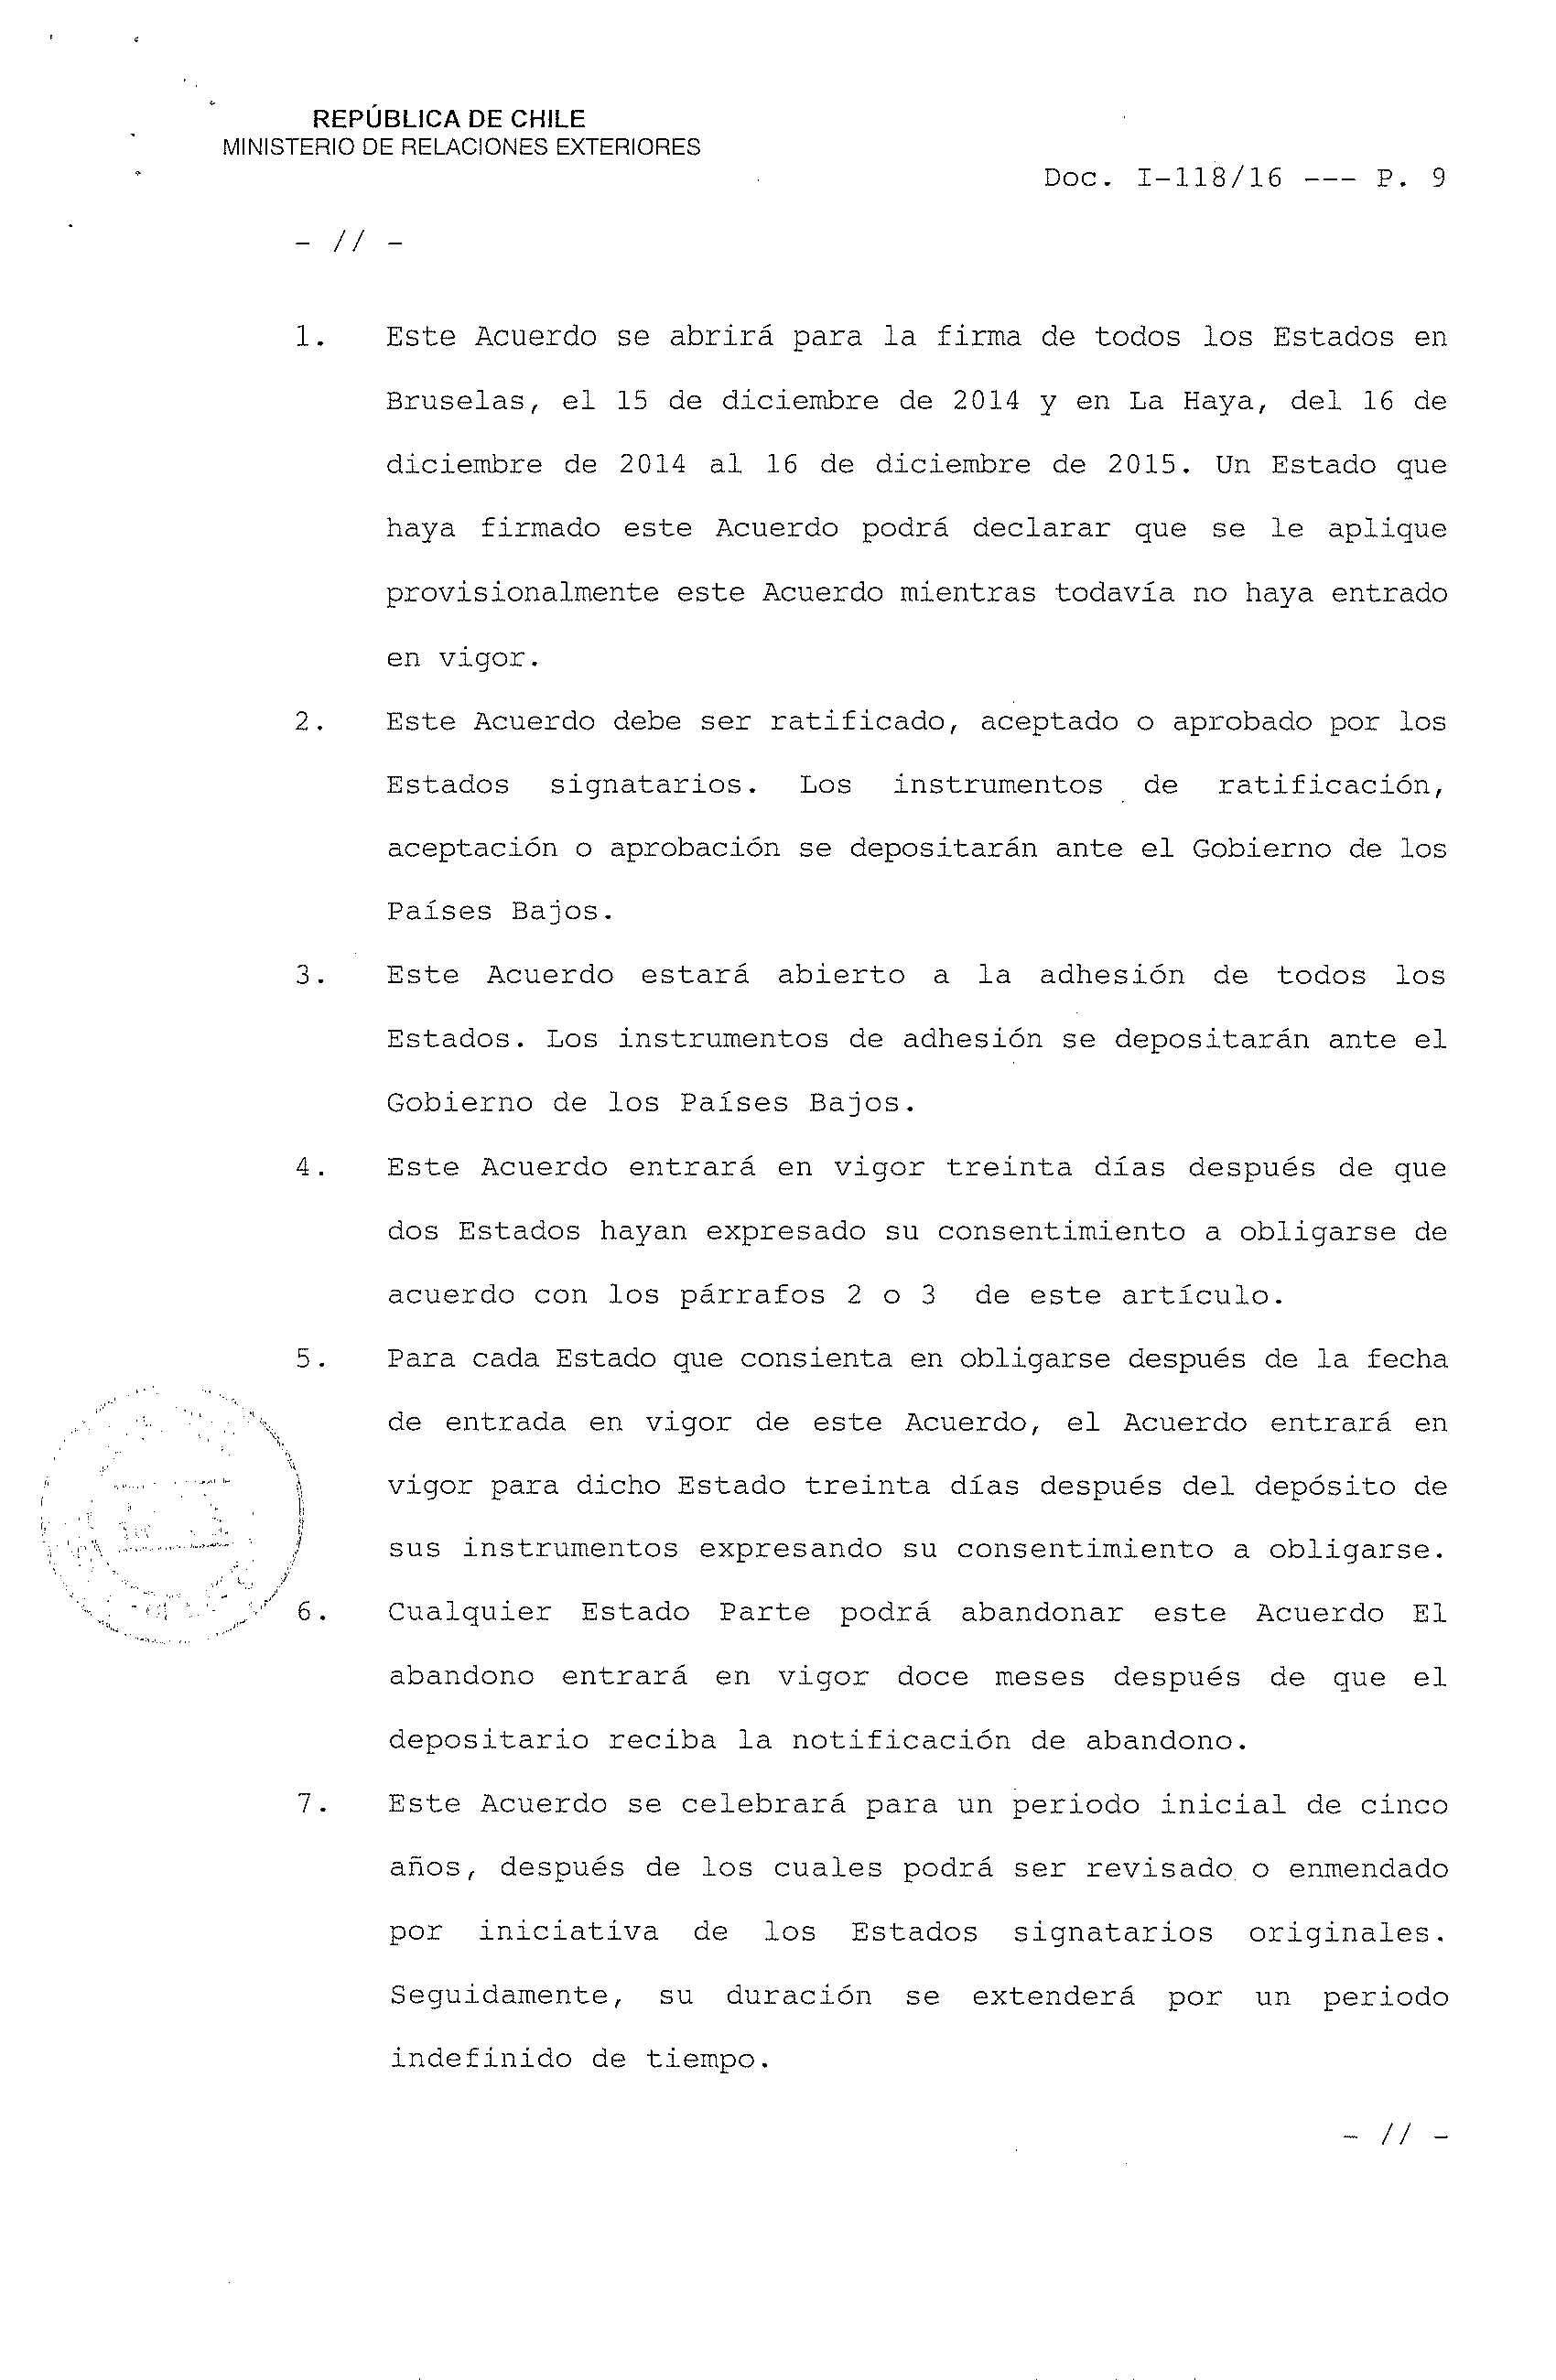 REPÚBLICA DE CHILE
MINISTERIO DE RELACIONES EXTERIORES
Doc. I-118/16 --- P. 9
- // -
1. Este Acuerdo se abrirá para la firma de todos los Estados en
Bruselas, el 15 de diciembre de 2014 y en La Haya, del 16 de
diciembre de 2014 al 16 de diciembre de 2015. Un Estado que
haya firmado este Acuerdo podrá declarar que se le aplique
provisionalmente este Acuerdo mientras todavía no haya entrado
en vigor.
2. Este Acuerdo debe ser ratificado, aceptado o aprobado por los
Estados signatarios. Los instrumentos de ratificación,
aceptación o aprobación se depositarán ante el Gobierno de los
Países Bajos.
3. Este Acuerdo estará abierto a la adhesión de todos los
Estados. Los instrumentos de adhesión se depositarán ante el
Gobierno de los Países Bajos.
4. Este Acuerdo entrará en vigor treinta días después de que
dos Estados hayan expresado su consentimiento a obligarse de
acuerdo con los párrafos 2 o 3 de este artículo.
5. Para cada Estado que consienta en obligarse después de la fecha
de entrada en vigor de este Acuerdo, el Acuerdo entrará en
vigor para dicho Estado treinta días después del depósito de
sus instrumentos expresando su consentimiento a obligarse.
6. Cualquier Estado Parte podrá abandonar este Acuerdo El
abandono entrará en vigor doce meses después de que el
depositario reciba la notificación de abandono.
7. Este Acuerdo se celebrará para un periodo inicial de cinco
años, después de los cuales podrá ser revisado o enmendado
por iniciativa de los Estados signatarios originales.
Seguidamente, su duración se extenderá por un periodo
indefinido de tiempo.
- // -